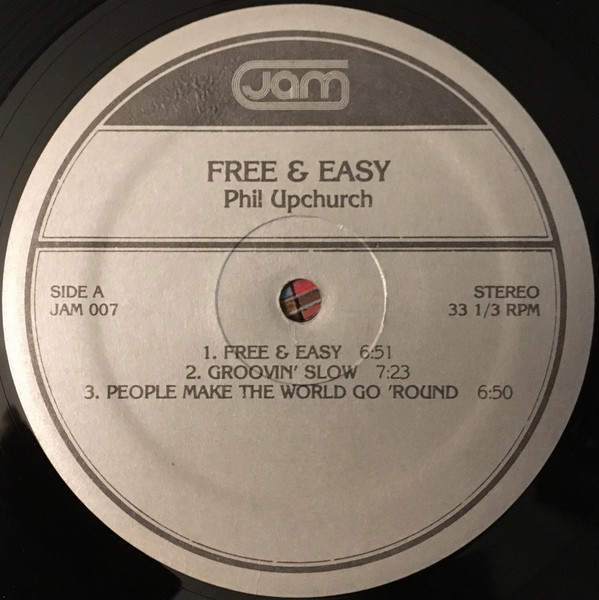 Jam
FREE & EASY
Phil Upchurch
SIDE A
JAM 007
STEREO
33 1/3 RPM
1. FREE & EASY 6:51
2. GROOVIN' SLOW 7:23
3. PEOPLE MAKE THE WORLD GO 'ROUND 6:50